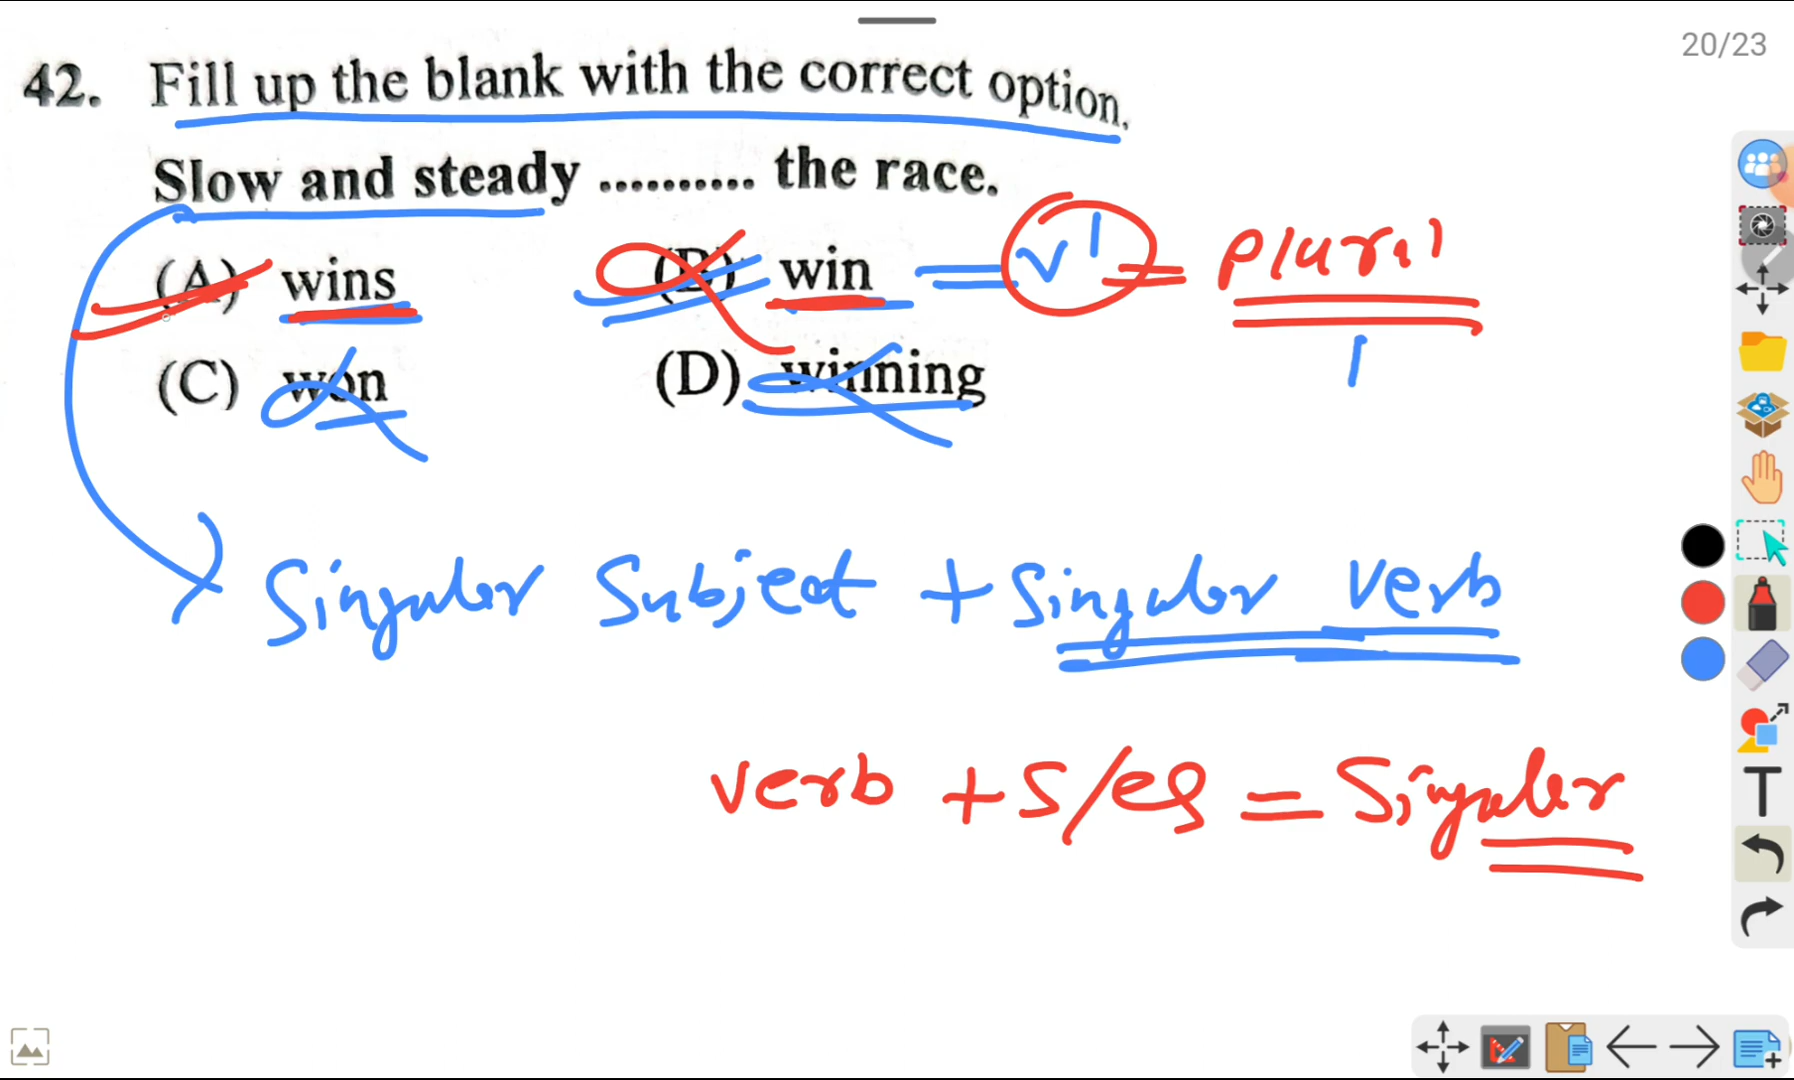 20/23
42. Fill up the blank with the correct option.
Slow and steady .......... the race.
(A) wins (B) win = V1 = plural
1
(C) won (D) winning
Singular Subject + Singular verb
verb + s/es = Singular
T